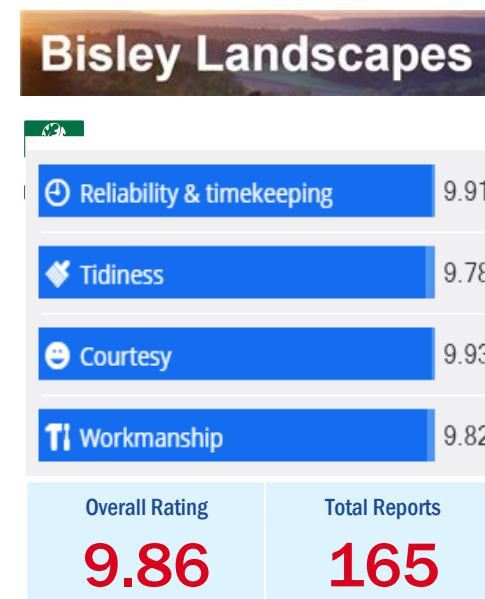 Bisley Landscapes
Reliability & timekeeping 9.91
Tidiness 9.78
Courtesy 9.93
Workmanship 9.82
Overall Rating Total Reports
9.86 165